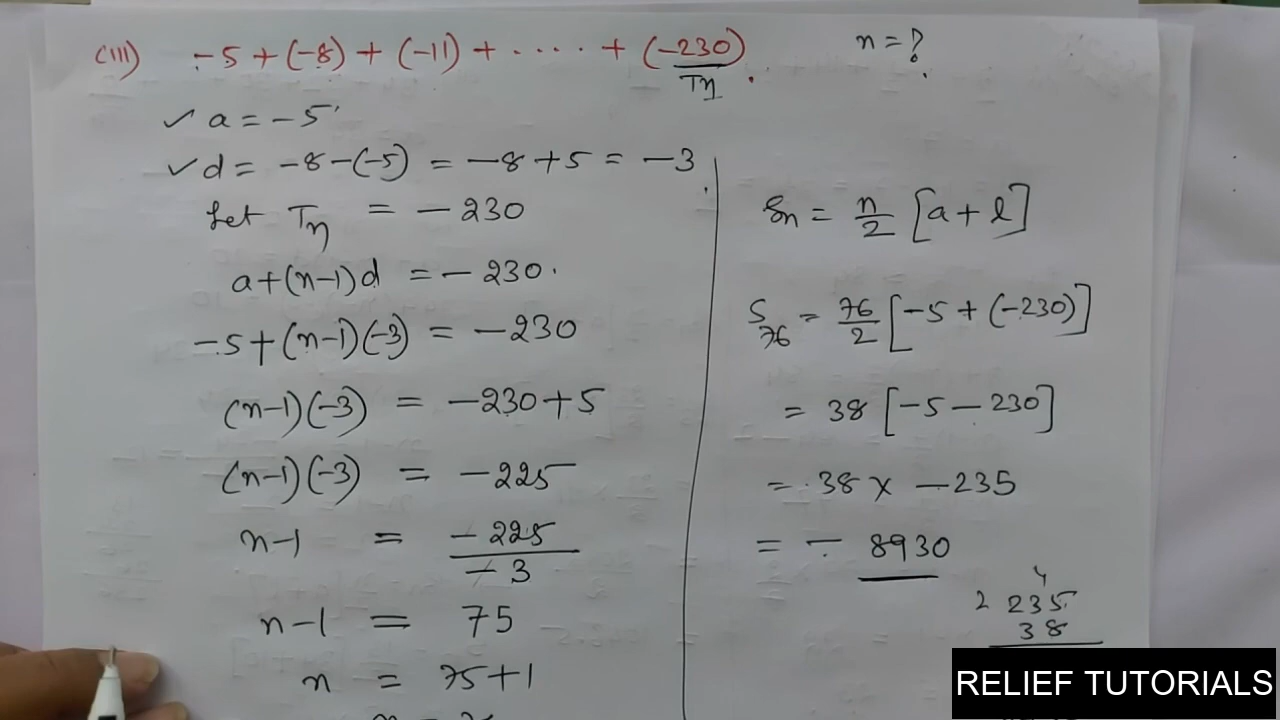 (III) -5 + (-8) + (-11) + ..... + (-230). n = ?
Tn
✓ a = -5
✓ d = -8-(-5) = -8+5 = -3
Let Tn = -230
a+(n-1)d = -230.
-5+(n-1)(-3) = -230
(n-1)(-3) = -230+5
(n-1)(-3) = -225
n-1 = -225/-3
n-1 = 75
n = 75+1
Sn = n/2 [a+l]
S76 = 76/2 [-5+(-230)]
= 38 [-5-230]
= 38 x -235
= - 8930
4
2 235
38
RELIEF TUTORIALS